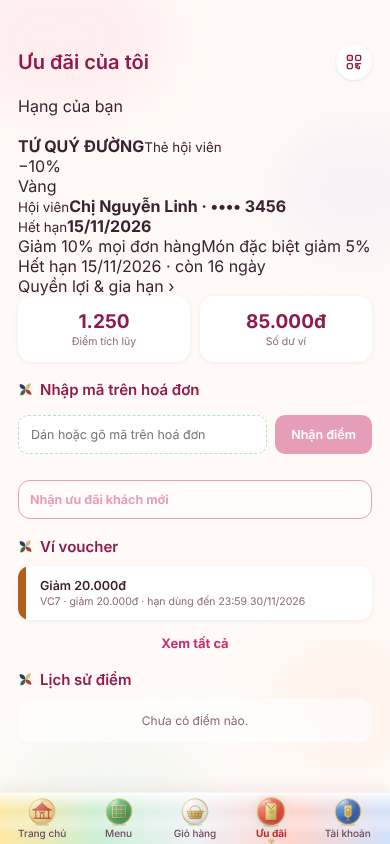 Ưu đãi của tôi
Hạng của bạn
TỨ QUÝ ĐƯỜNGThẻ hội viên
−10%
Vàng
Hội viênChị Nguyễn Linh · •••• 3456
Hết hạn15/11/2026
Giảm 10% mọi đơn hàngMón đặc biệt giảm 5%
Hết hạn 15/11/2026 · còn 16 ngày
Quyền lợi & gia hạn ›
1.250 85.000đ
Điểm tích lũy Số dư ví
Nhập mã trên hoá đơn
Dán hoặc gõ mã trên hoá đơn Nhận điểm
Nhận ưu đãi khách mới
Ví voucher
Giảm 20.000đ
VC7 · giảm 20.000đ · hạn dùng đến 23:59 30/11/2026
Xem tất cả
Lịch sử điểm
Chưa có điểm nào.
Trang chủ Menu Giỏ hàng Ưu đãi Tài khoản